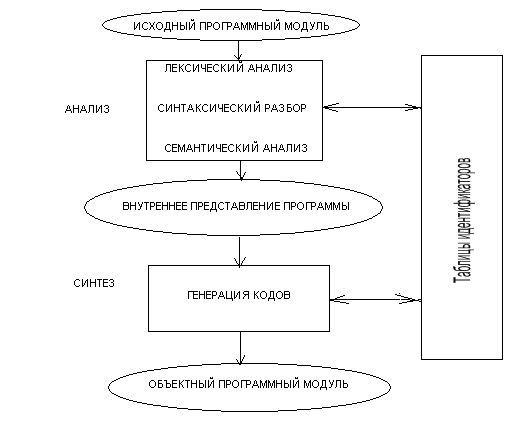 ИСХОДНЫЙ ПРОГРАММНЫЙ МОДУЛЬ
ЛЕКСИЧЕСКИЙ АНАЛИЗ
АНАЛИЗ
СИНТАКСИЧЕСКИЙ РАЗБОР
СЕМАНТИЧЕСКИЙ АНАЛИЗ
Таблицы идентификаторов
ВНУТРЕННЕЕ ПРЕДСТАВЛЕНИЕ ПРОГРАММЫ
СИНТЕЗ
ГЕНЕРАЦИЯ КОДОВ
ОБЪЕКТНЫЙ ПРОГРАММНЫЙ МОДУЛЬ